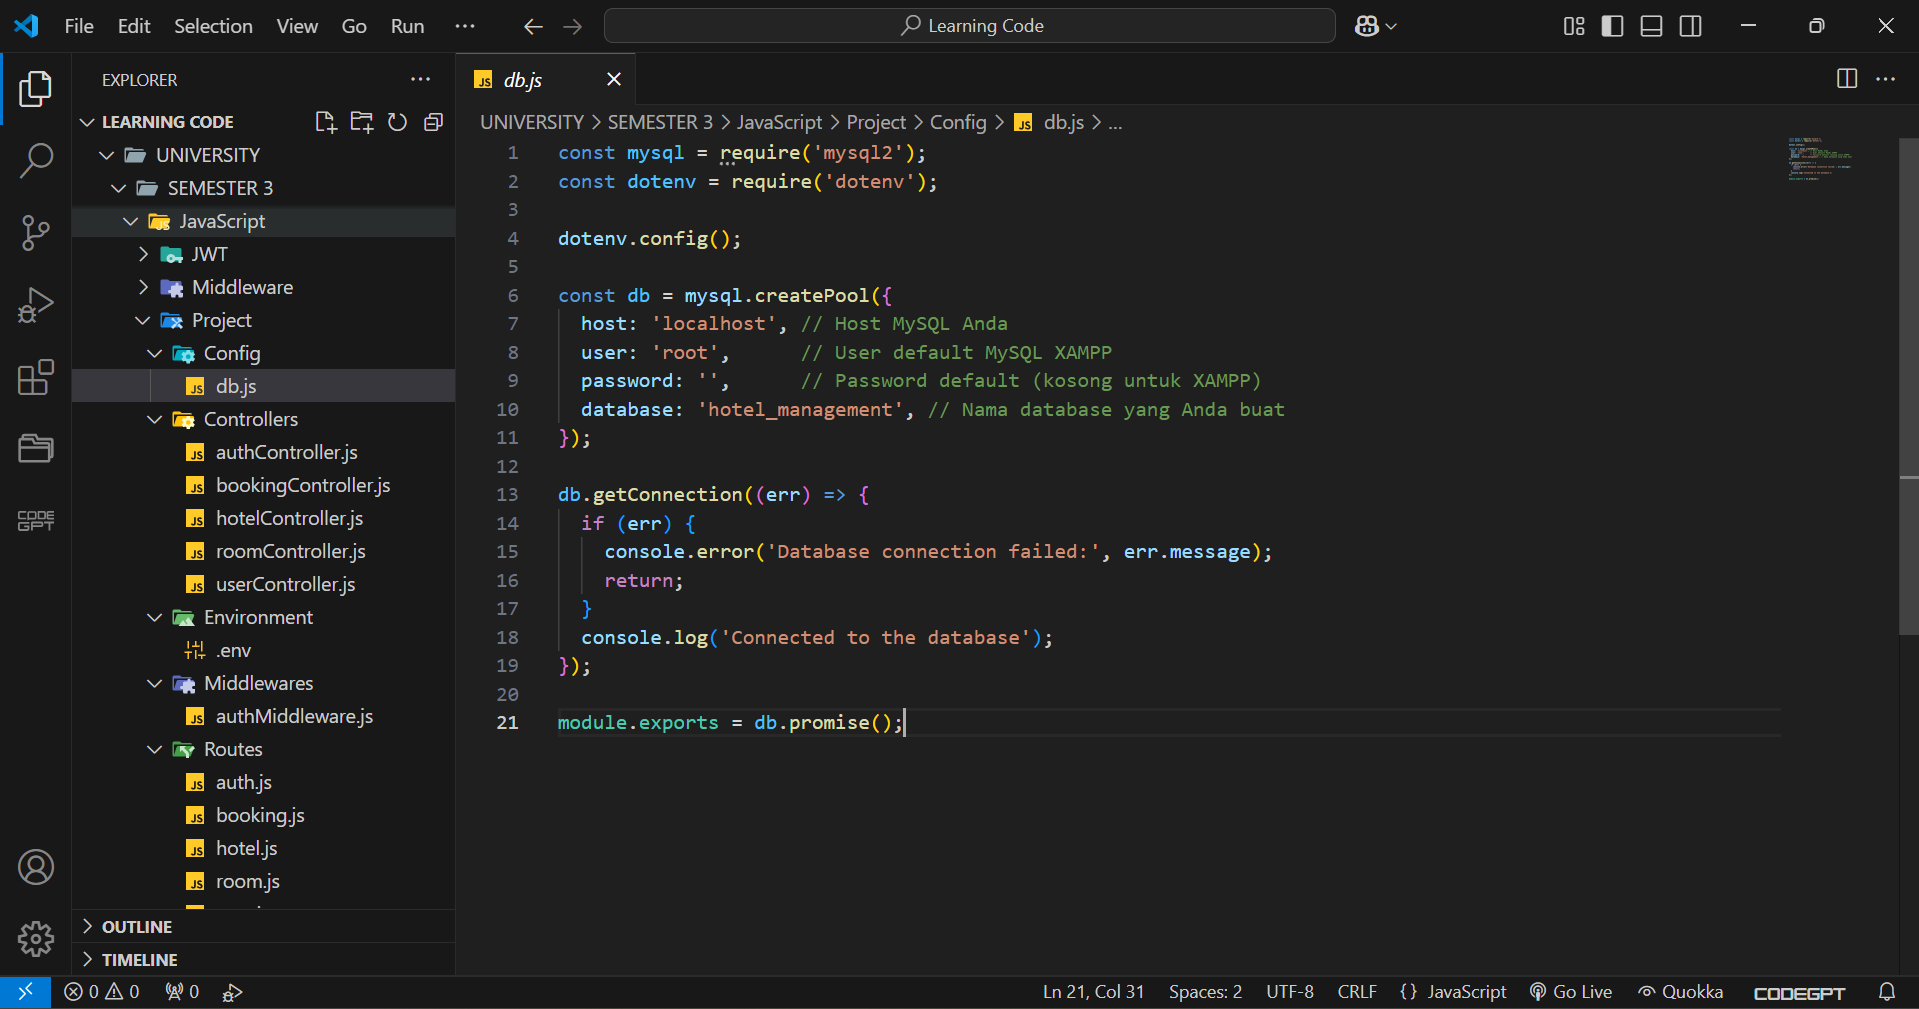 File Edit Selection View Go Run
Learning Code
EXPLORER
LEARNING CODE
UNIVERSITY
SEMESTER 3
JavaScript
JWT
Middleware
Project
Config
db.js
Controllers
authController.js
bookingController.js
hotelController.js
roomController.js
userController.js
Environment
.env
Middlewares
authMiddleware.js
Routes
auth.js
booking.js
hotel.js
room.js
OUTLINE
TIMELINE
CODE
GPT
db.js
UNIVERSITY > SEMESTER 3 > JavaScript > Project > Config > JS db.js > ...
1 const mysql = require('mysql2');
2 const dotenv = require('dotenv');
3
4 dotenv.config();
5
6 const db = mysql.createPool({
7 host: 'localhost', // Host MySQL Anda
8 user: 'root', // User default MySQL XAMPP
9 password: '', // Password default (kosong untuk XAMPP)
10 database: 'hotel_management', // Nama database yang Anda buat
11 });
12
13 db.getConnection((err) => {
14 if (err) {
15 console.error('Database connection failed:', err.message);
16 return;
17 }
18 console.log('Connected to the database');
19 });
20
21 module.exports = db.promise();
0 0 0
Ln 21, Col 31 Spaces: 2 UTF-8 CRLF {} JavaScript Go Live Quokka CODEGPT